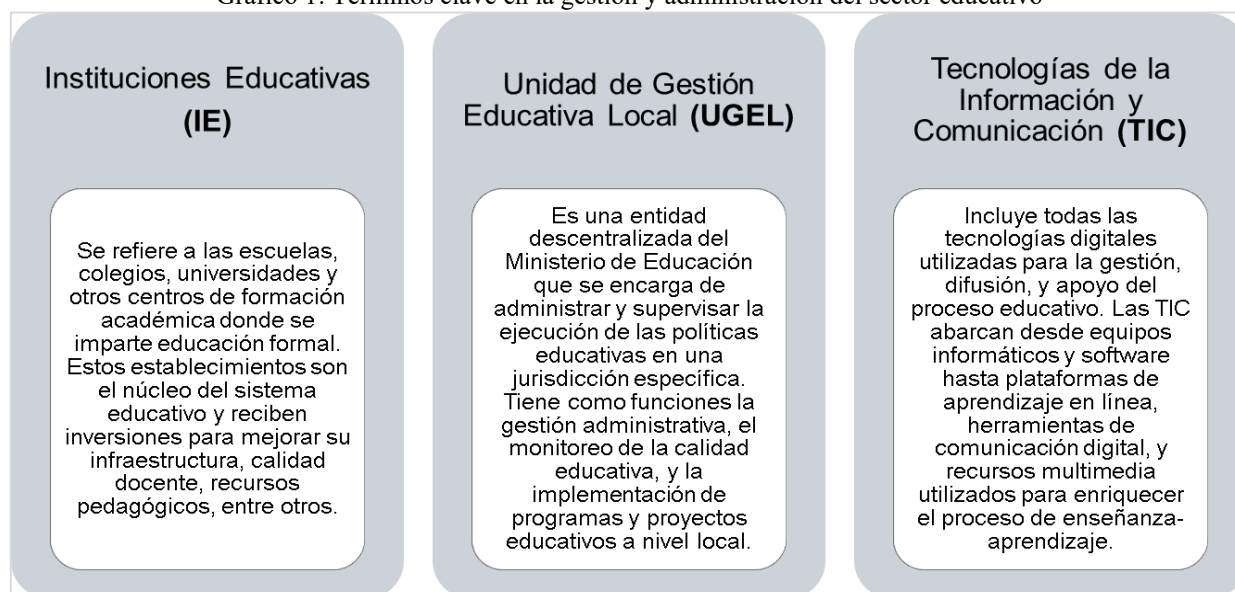 Gráfico 1. Términos clave en la gestión y administración del sector educativo
Instituciones Educativas
(IE)
Se refiere a las escuelas,
colegios, universidades y
otros centros de formación
académica donde se
imparte educación formal.
Estos establecimientos son
el núcleo del sistema
educativo y reciben
inversiones para mejorar su
infraestructura, calidad
docente, recursos
pedagógicos, entre otros.
Unidad de Gestión
Educativa Local (UGEL)
Es una entidad
descentralizada del
Ministerio de Educación
que se encarga de
administrar y supervisar la
ejecución de las políticas
educativas en una
jurisdicción específica.
Tiene como funciones la
gestión administrativa, el
monitoreo de la calidad
educativa, y la
implementación de
programas y proyectos
educativos a nivel local.
Tecnologías de la
Información y
Comunicación (TIC)
Incluye todas las
tecnologías digitales
utilizadas para la gestión,
difusión, y apoyo del
proceso educativo. Las TIC
abarcan desde equipos
informáticos y software
hasta plataformas de
aprendizaje en línea,
herramientas de
comunicación digital, y
recursos multimedia
utilizados para enriquecer
el proceso de enseñanza-
aprendizaje.